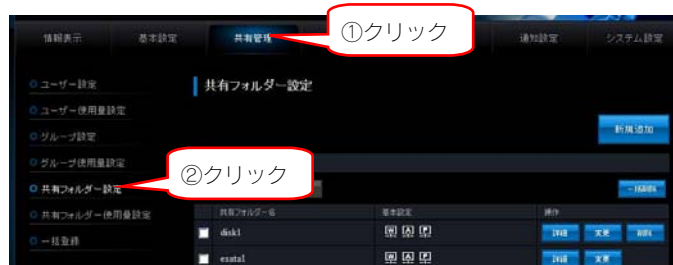 ①クリック
情報表示 基本設定 共有管理 通知設定 システム設定
ユーザー設定
共有フォルダー設定
ユーザー使用量設定
グループ設定
新規追加
グループ使用量設定
②クリック
共有フォルダー設定
共有フォルダー使用量設定
共有フォルダー名 基本設定 操作
disk1 詳細 変更 削除
一括登録
esata1 詳細 変更